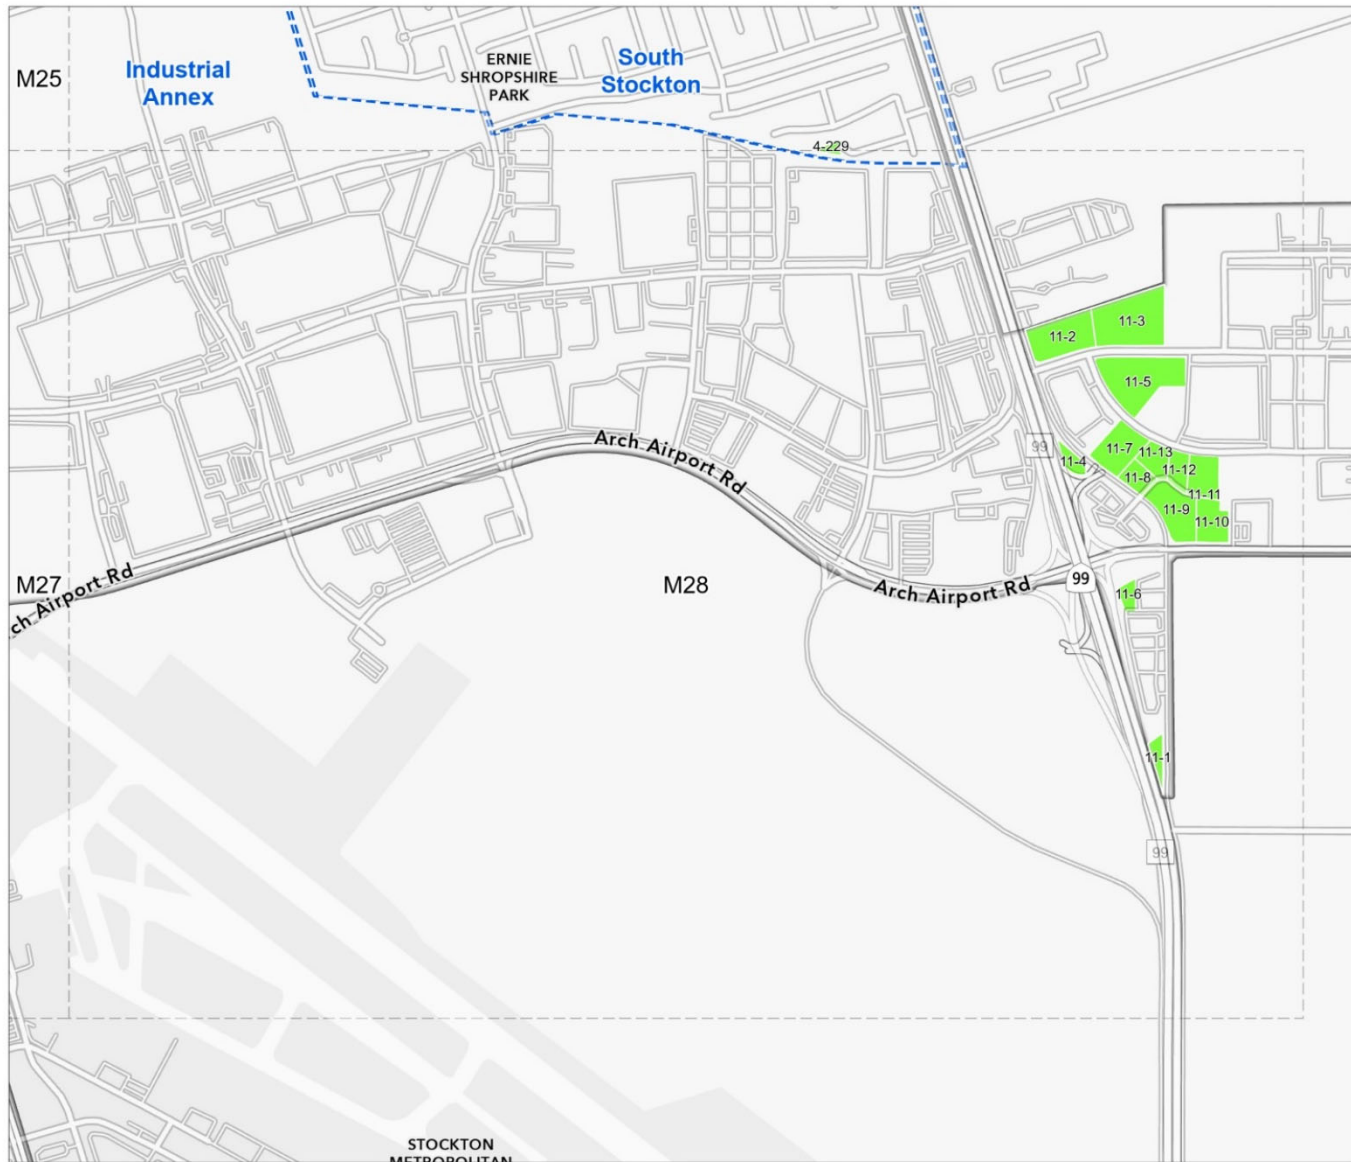 M25
Industrial
Annex
ERNIE
SHROPSHIRE
PARK
South
Stockton
4-229
11-2
11-3
11-5
99
11-4
11-7
11-13
11-8
11-12
11-11
11-9
11-10
Arch Airport Rd
M27
ch Airport Rd
M28
Arch Airport Rd
99
11-6
11-1
99
STOCKTON
METROPOLITAN